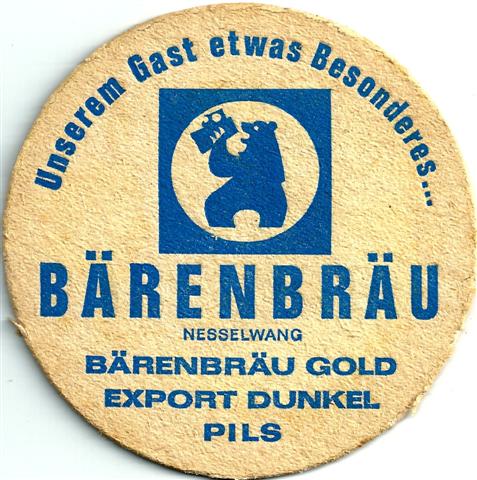 Unserem Gast etwas Besonderes...
BÄRENBRÄU
NESSELWANG
BÄRENBRÄU GOLD
EXPORT DUNKEL
PILS